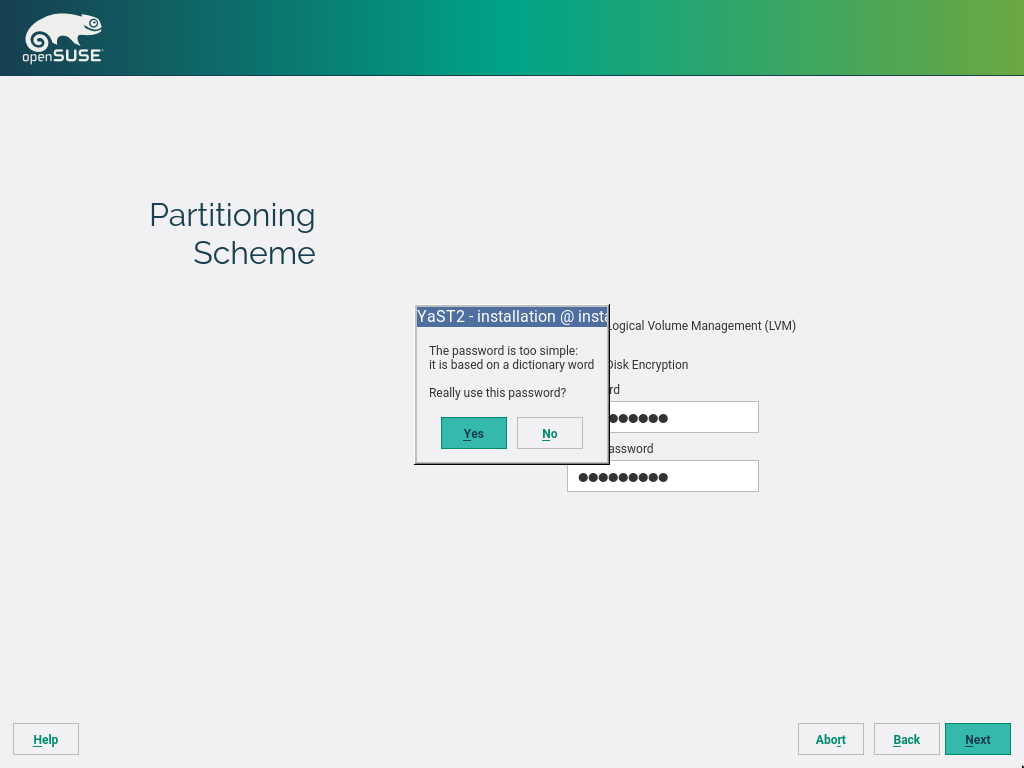 openSUSE
Partitioning
Scheme
YaST2 - installation @ insta
Logical Volume Management (LVM)
The password is too simple:
it is based on a dictionary word
Disk Encryption
Really use this password?
rd
Yes
No
assword
Help
Abort
Back
Next